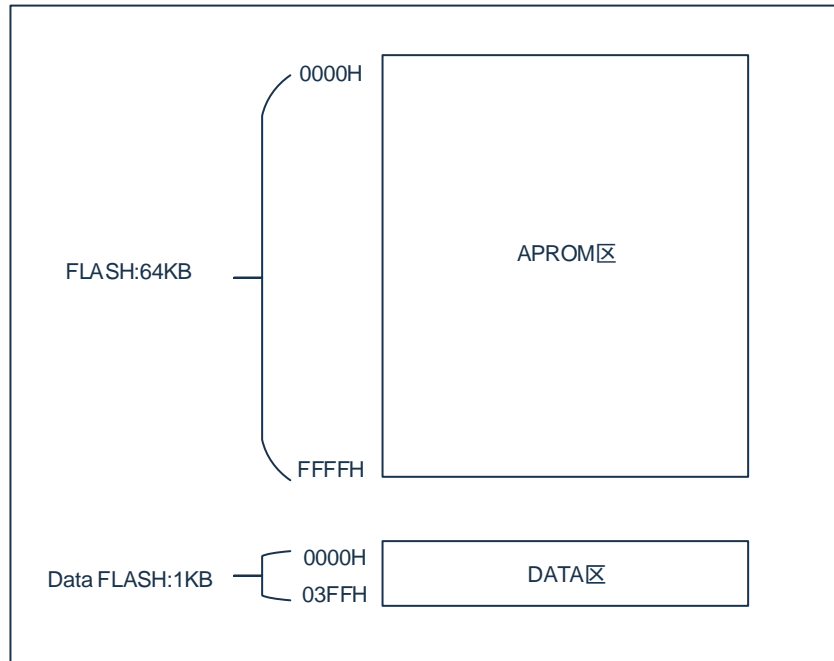 0000H
APROM区
FLASH:64KB
FFFFH
0000H
DATA区
Data FLASH:1KB
03FFH